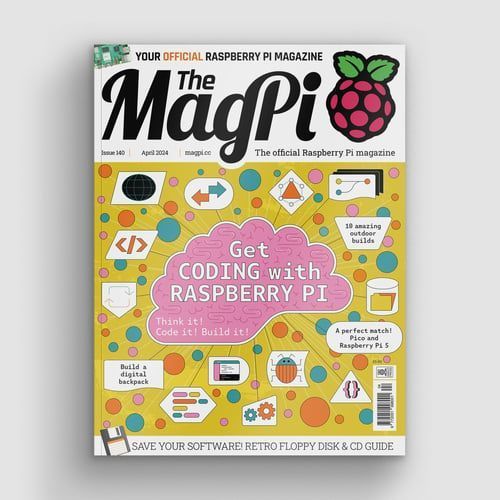 YOUR OFFICIAL RASPBERRY PI MAGAZINE
The
MagPi
Issue 140 | April 2024 | magpi.cc
The official Raspberry Pi magazine
</>
10 amazing
outdoor
builds
Get
CODING with
RASPBERRY PI
Think it!
Code it! Build it!
A perfect match!
Pico and
Raspberry Pi 5
Build a
digital
backpack
{}
SAVE YOUR SOFTWARE! RETRO FLOPPY DISK & CD GUIDE